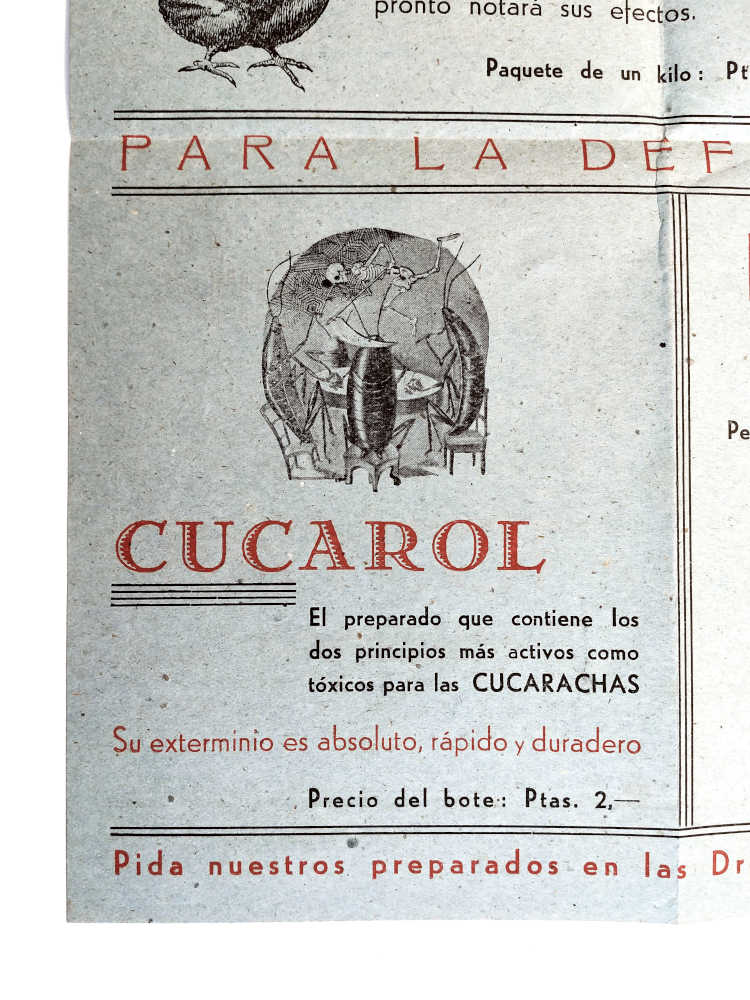 pronto notará sus efectos.
Paquete de un kilo: Pt
PARA LA DEF
CUCAROL
El preparado que contiene los
dos principios más activos como
tóxicos para las CUCARACHAS
Su exterminio es absoluto, rápido y duradero
Precio del bote: Ptas. 2,—
Pe
Pida nuestros preparados en las Dr